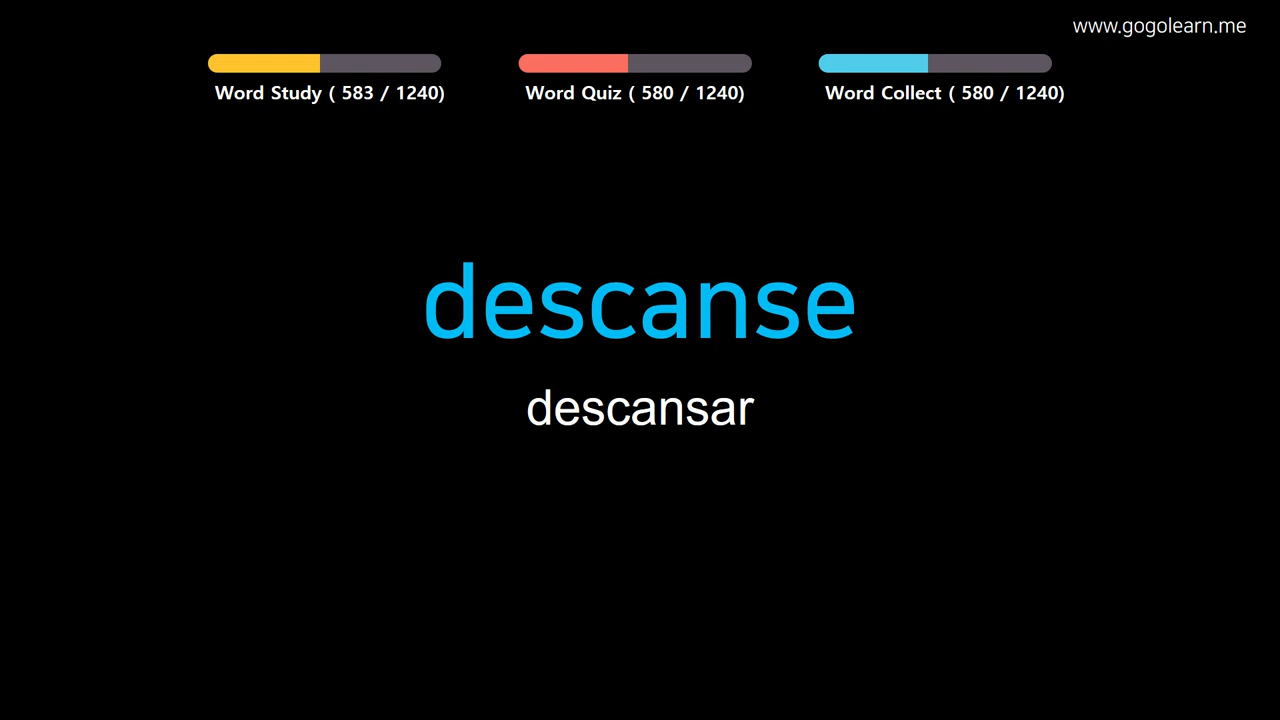 www.gogolearn.me
Word Study ( 583 / 1240)
Word Quiz ( 580 / 1240)
Word Collect ( 580 / 1240)
descanse
descansar